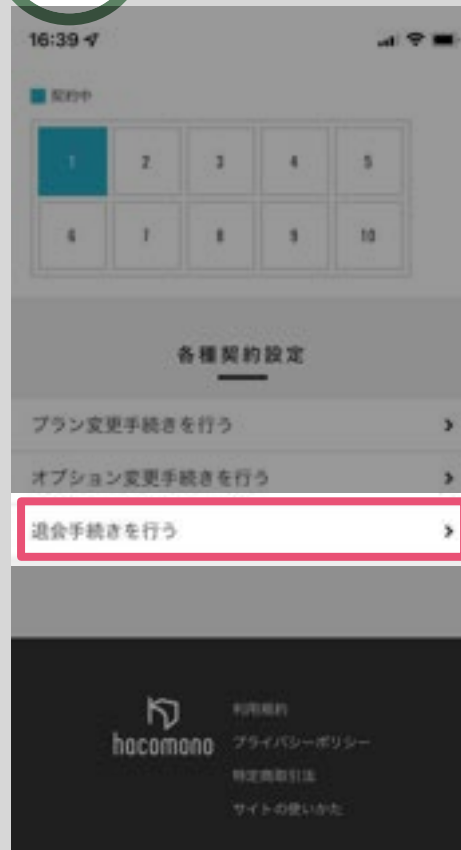 16:39
契約中
1 2 3 4 5
6 7 8 9 10
各種契約設定
プラン変更手続きを行う
オプション変更手続きを行う
退会手続きを行う
hacomono
利用規約
プライバシーポリシー
特定商取引法
サイトの使いかた